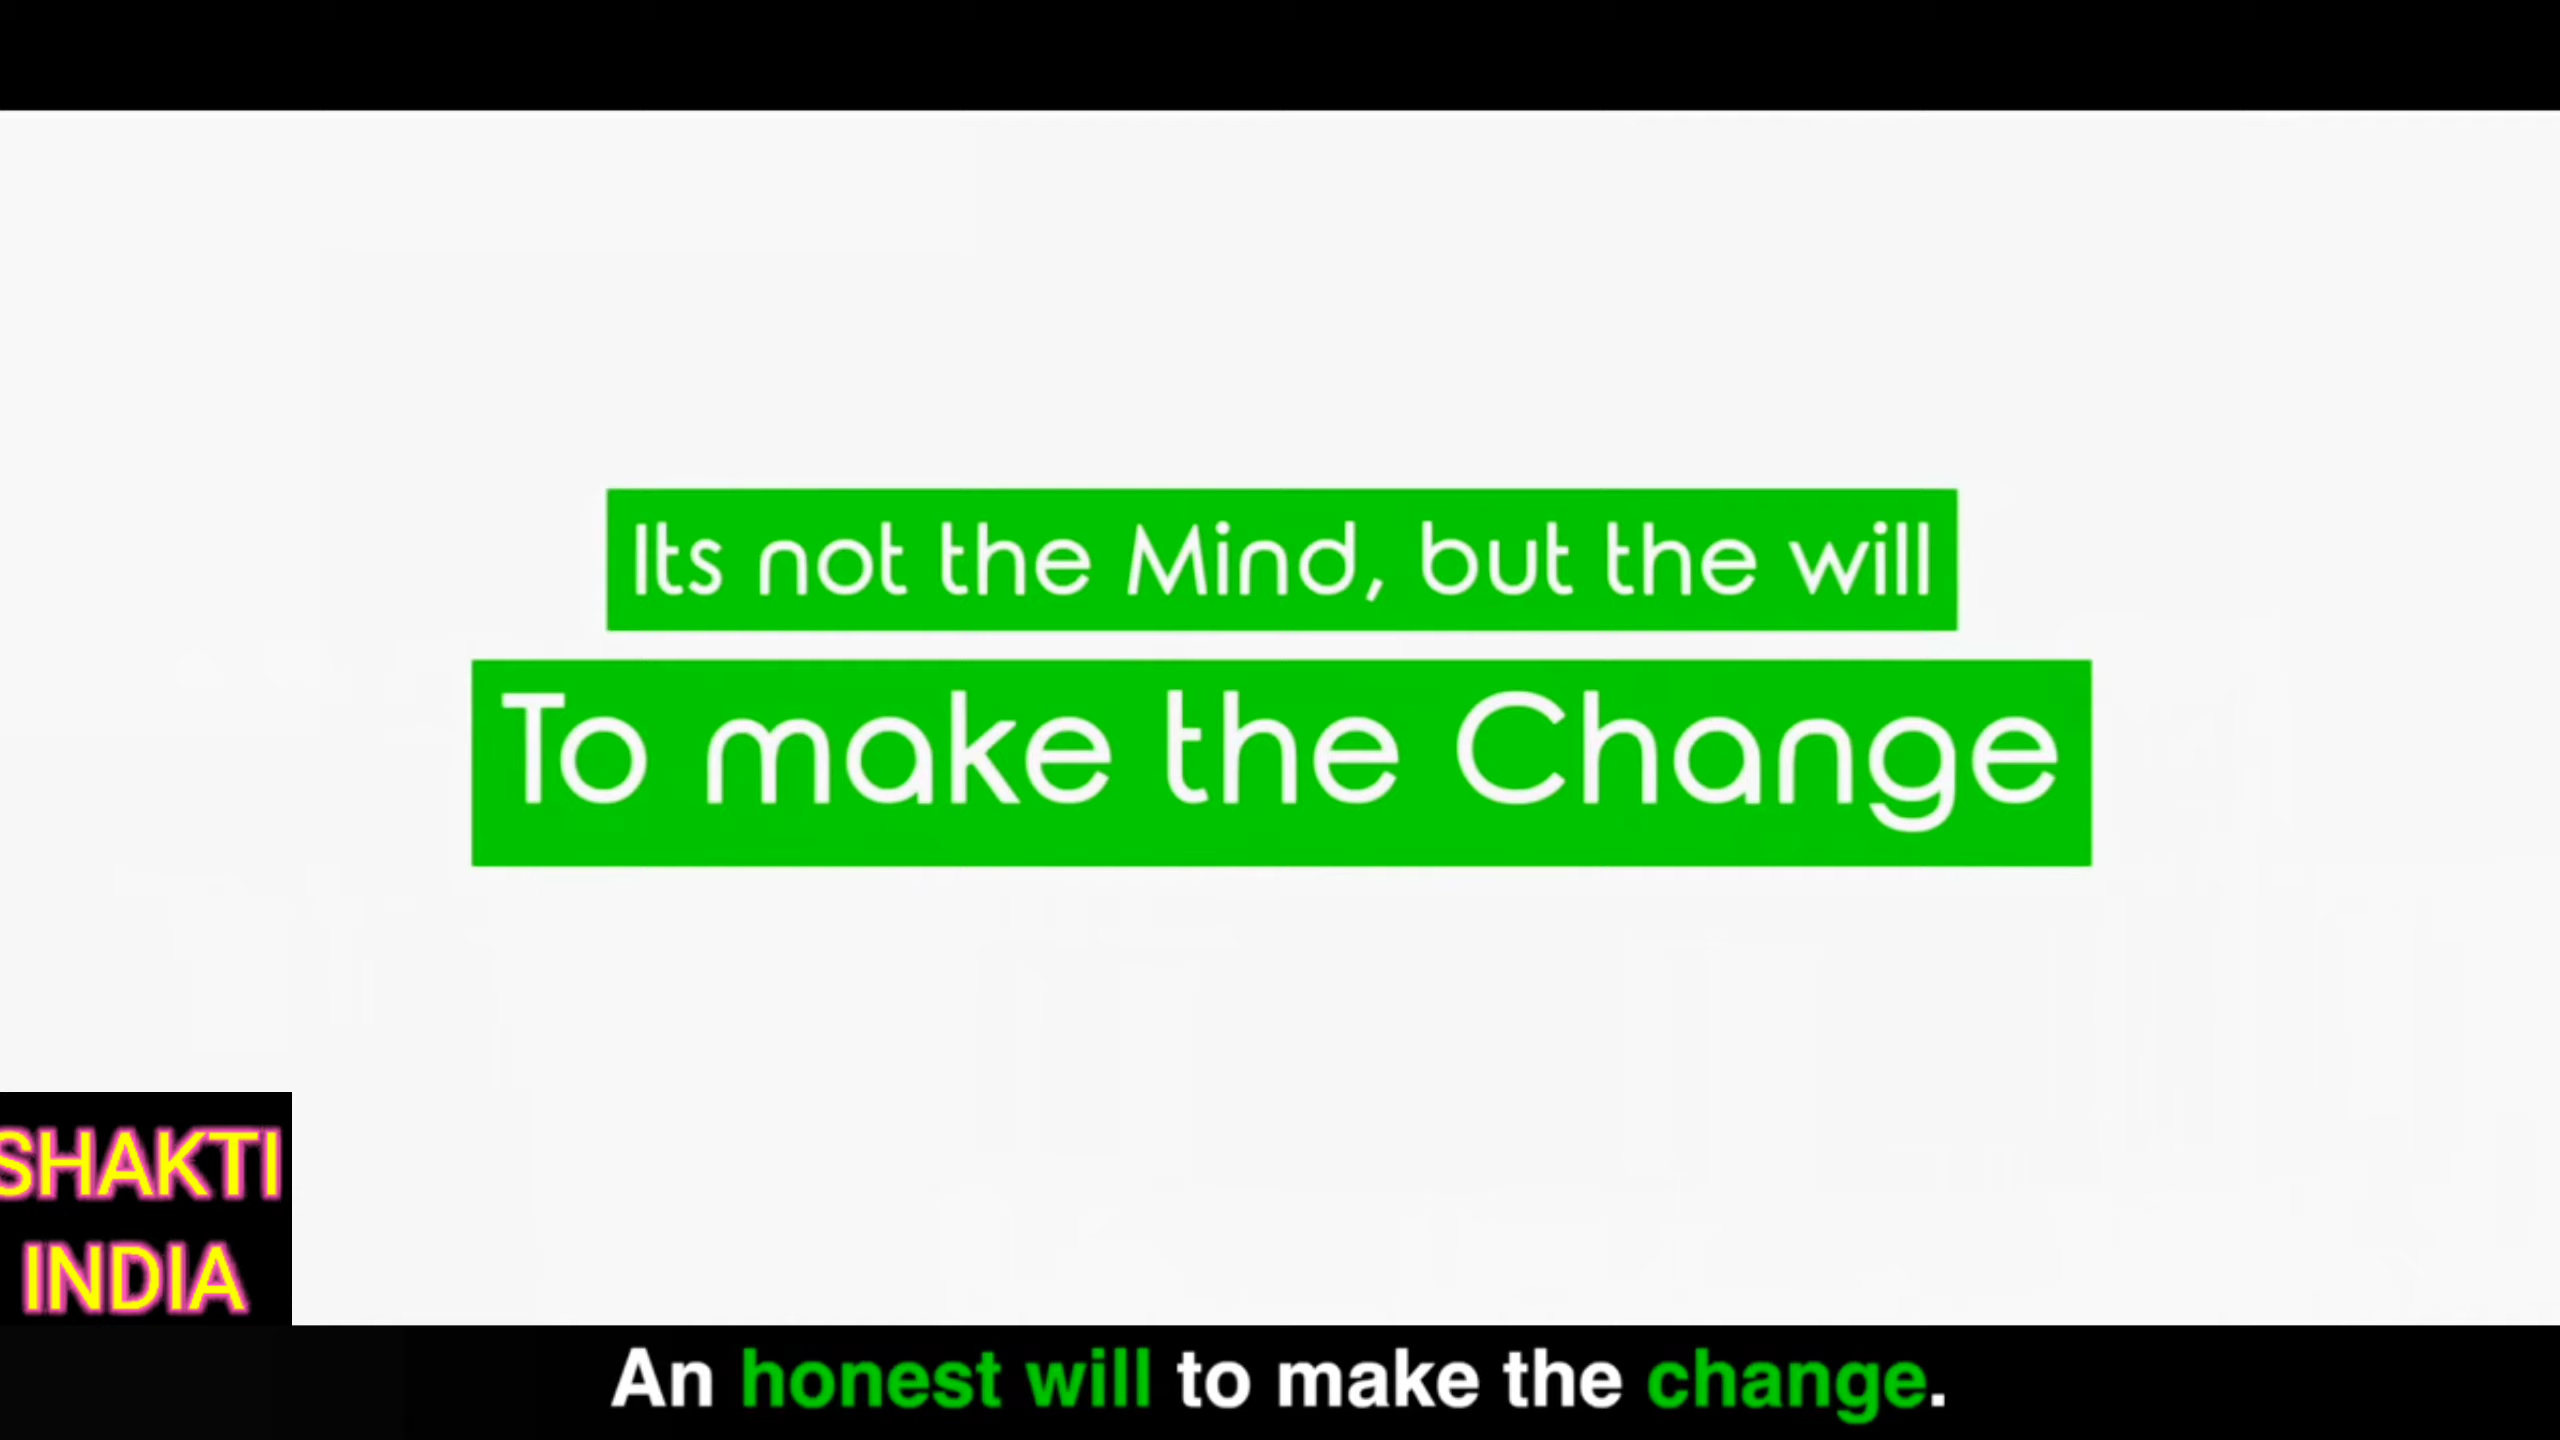 Its not the Mind, but the will
To make the Change
SHAKTI
INDIA
An honest will to make the change.